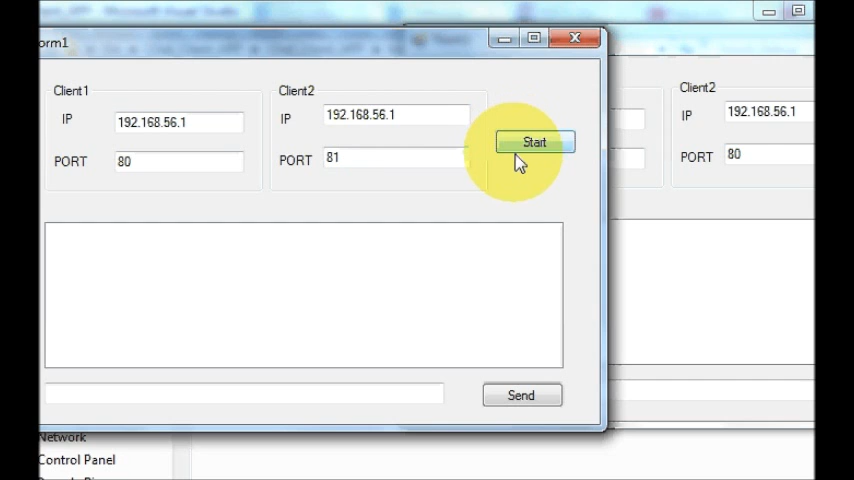 orm1
Client1
IP
192.168.56.1
PORT
80
Client2
IP
192.168.56.1
PORT
81
Start
Send
Client2
IP
192.168.56.1
PORT
80
Network
Control Panel